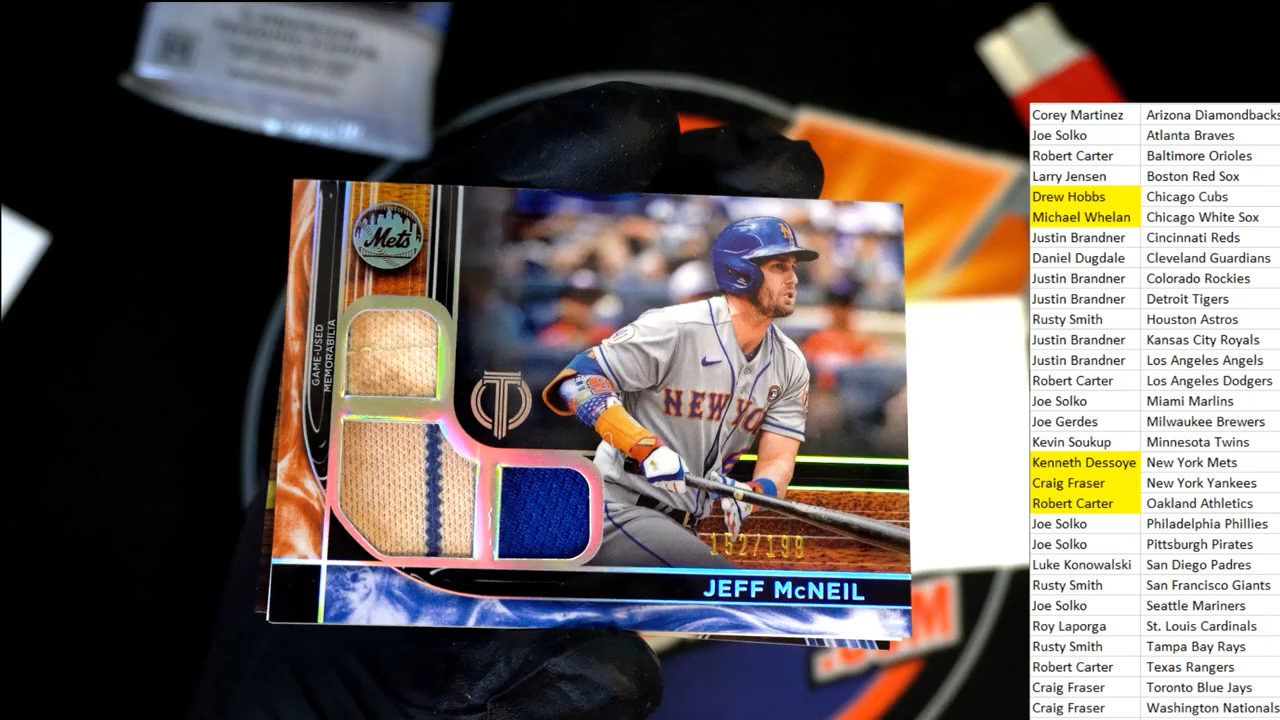 Mets
GAME-USED
MEMORABILIA
NEW YO
152/199
JEFF McNEIL
.COM
Corey Martinez Arizona Diamondbacks
Joe Solko Atlanta Braves
Robert Carter Baltimore Orioles
Larry Jensen Boston Red Sox
Drew Hobbs Chicago Cubs
Michael Whelan Chicago White Sox
Justin Brandner Cincinnati Reds
Daniel Dugdale Cleveland Guardians
Justin Brandner Colorado Rockies
Justin Brandner Detroit Tigers
Rusty Smith Houston Astros
Justin Brandner Kansas City Royals
Justin Brandner Los Angeles Angels
Robert Carter Los Angeles Dodgers
Joe Solko Miami Marlins
Joe Gerdes Milwaukee Brewers
Kevin Soukup Minnesota Twins
Kenneth Dessoye New York Mets
Craig Fraser New York Yankees
Robert Carter Oakland Athletics
Joe Solko Philadelphia Phillies
Joe Solko Pittsburgh Pirates
Luke Konowalski San Diego Padres
Rusty Smith San Francisco Giants
Joe Solko Seattle Mariners
Roy Laporga St. Louis Cardinals
Rusty Smith Tampa Bay Rays
Robert Carter Texas Rangers
Craig Fraser Toronto Blue Jays
Craig Fraser Washington Nationals